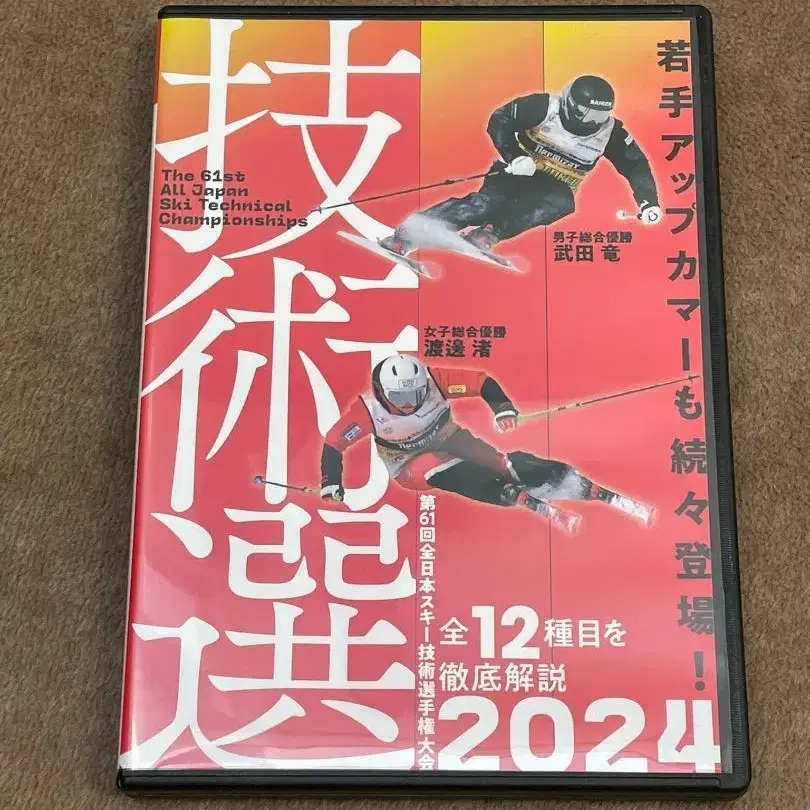 技術選
The 61st
All Japan
Ski Technical
Championships
若手アップカマーも続々登場！
男子総合優勝
武田 竜
女子総合優勝
渡邊 渚
第61回全日本スキー技術選手権大会
全12種目を
徹底解説
2024